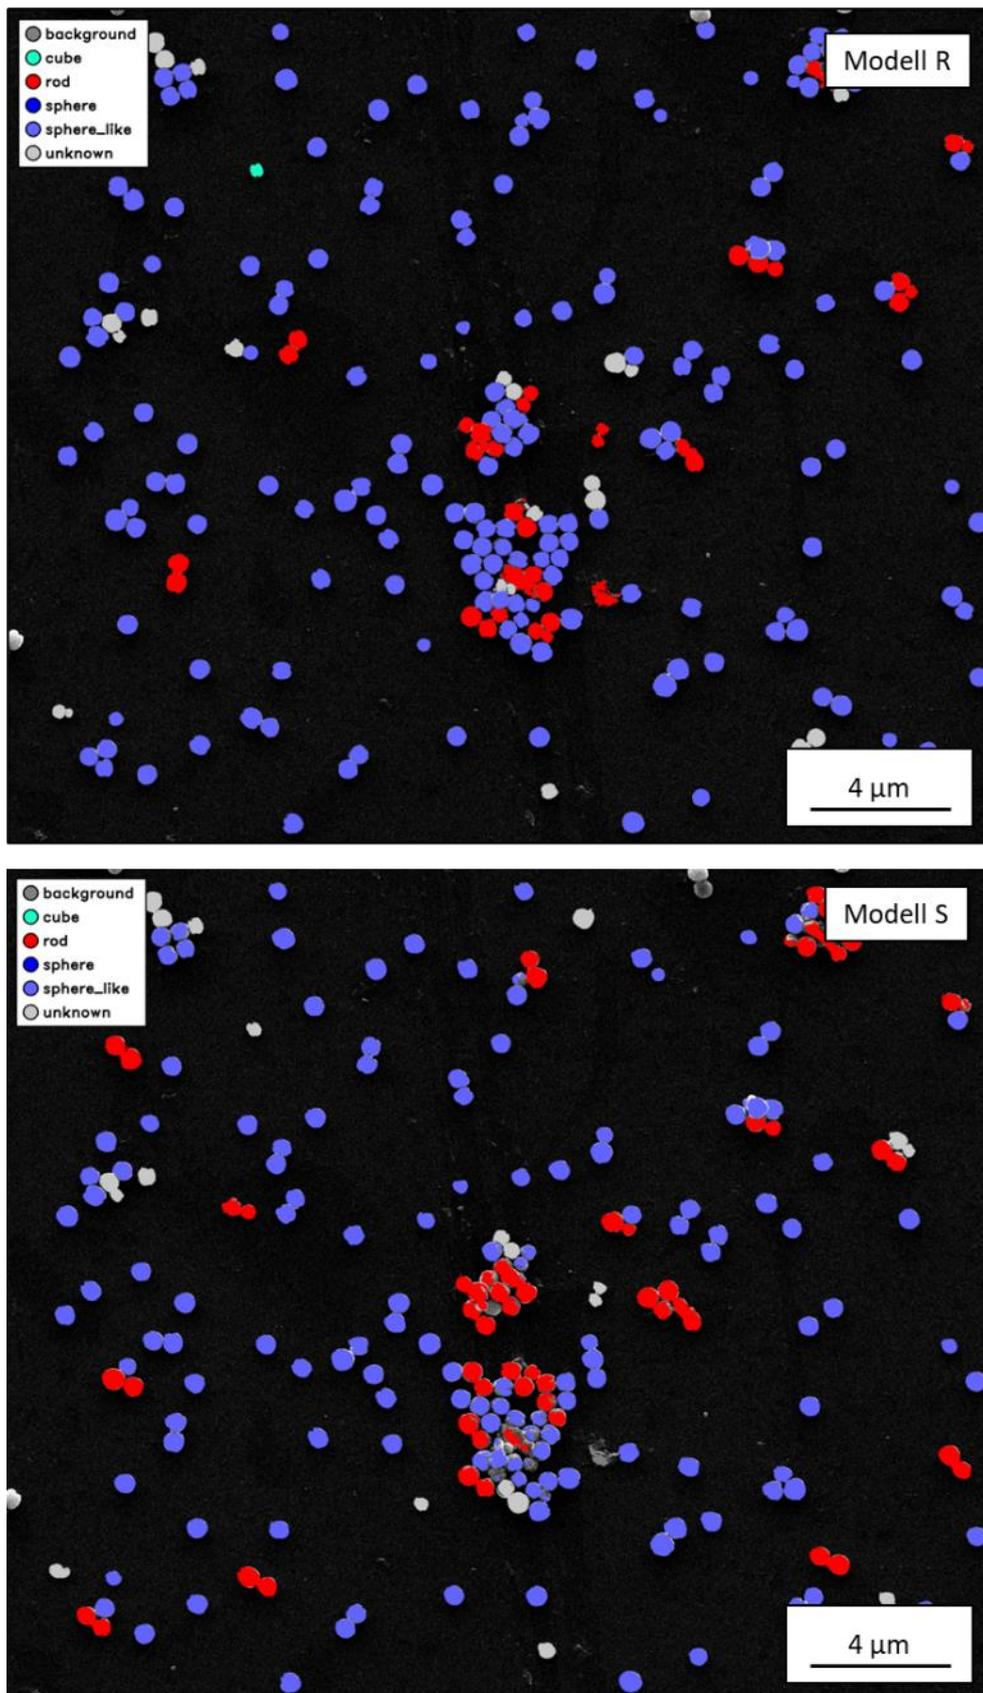 background
cube
rod
sphere
sphere_like
unknown
Modell R
4 µm
background
cube
rod
sphere
sphere_like
unknown
Modell S
4 µm